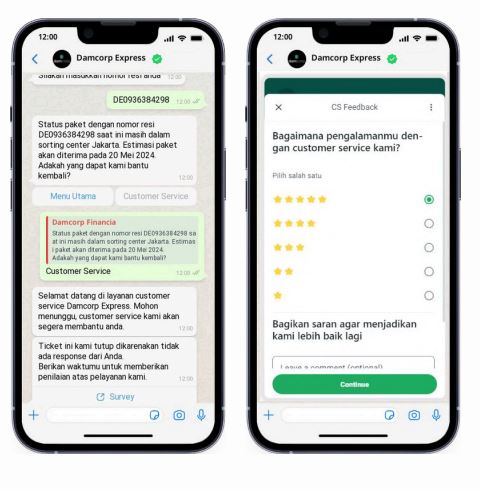 12:00
Damcorp Express
Silahkan masukkan nomor resi anda 12:00
DE0936384298 12:00
Status paket dengan nomor resi
DE0936384298 saat ini masih dalam
sorting center Jakarta. Estimasi paket
akan diterima pada 20 Mei 2024.
Adakah yang dapat kami bantu
kembali? 12:00
Menu Utama
Customer Service
Damcorp Financia
Status paket dengan nomor resi DE0936384298 sa
at ini masih dalam sorting center Jakarta. Estimas
i paket akan diterima pada 20 Mei 2024.
Adakah yang dapat kami bantu kembali?
Customer Service 12:00
Selamat datang di layanan customer
service Damcorp Express. Mohon
menunggu, customer service kami akan
segera membantu anda. 12:00
Ticket ini kami tutup dikarenakan tidak
ada response dari Anda.
Berikan waktumu untuk memberikan
penilaian atas pelayanan kami. 12:00
Survey
12:00
Damcorp Express
CS Feedback
Bagaimana pengalamanmu den-
gan customer service kami?
Pilih salah satu
Bagikan saran agar menjadikan
kami lebih baik lagi
Leave a comment (optional)
Continue